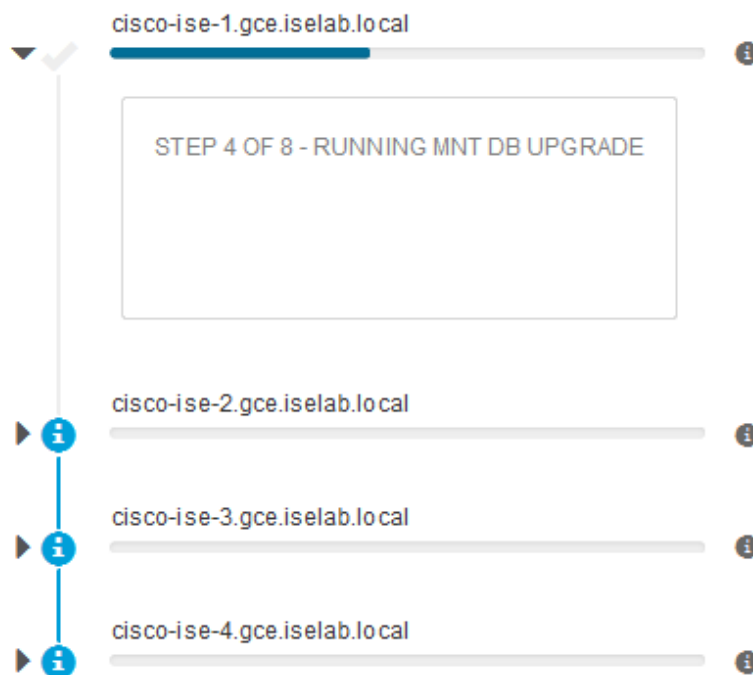 cisco-ise-1.gce.iselab.local
STEP 4 OF 8 - RUNNING MNT DB UPGRADE
cisco-ise-2.gce.iselab.local
cisco-ise-3.gce.iselab.local
cisco-ise-4.gce.iselab.local